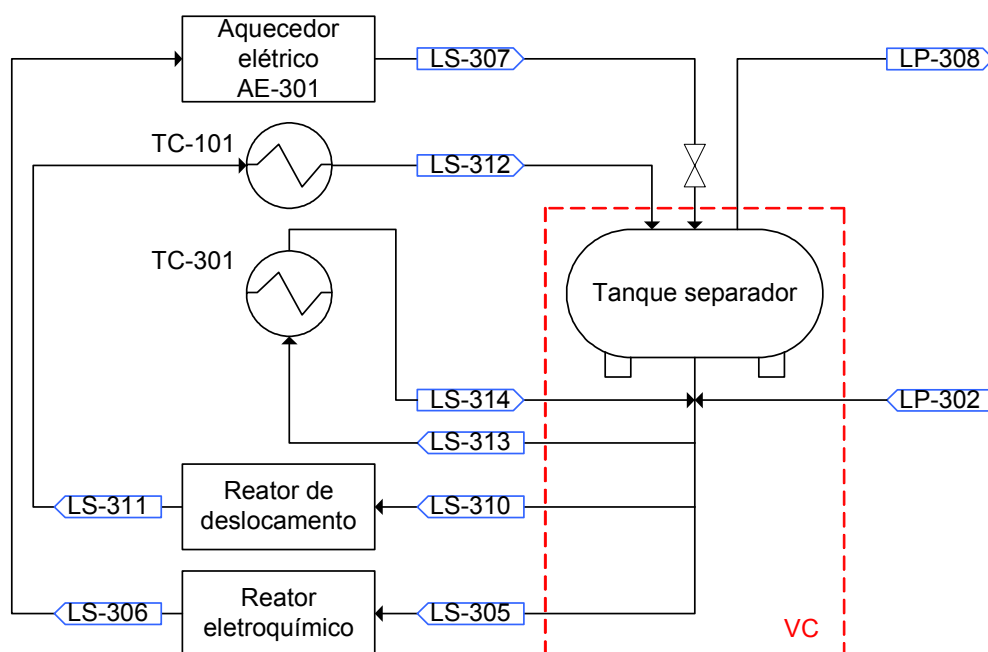 Aquecedor
elétrico
AE-301
LS-307
LP-308
TC-101
LS-312
TC-301
Tanque separador
LS-314
LP-302
LS-313
LS-311
Reator de
deslocamento
LS-310
LS-306
Reator
eletroquímico
LS-305
VC